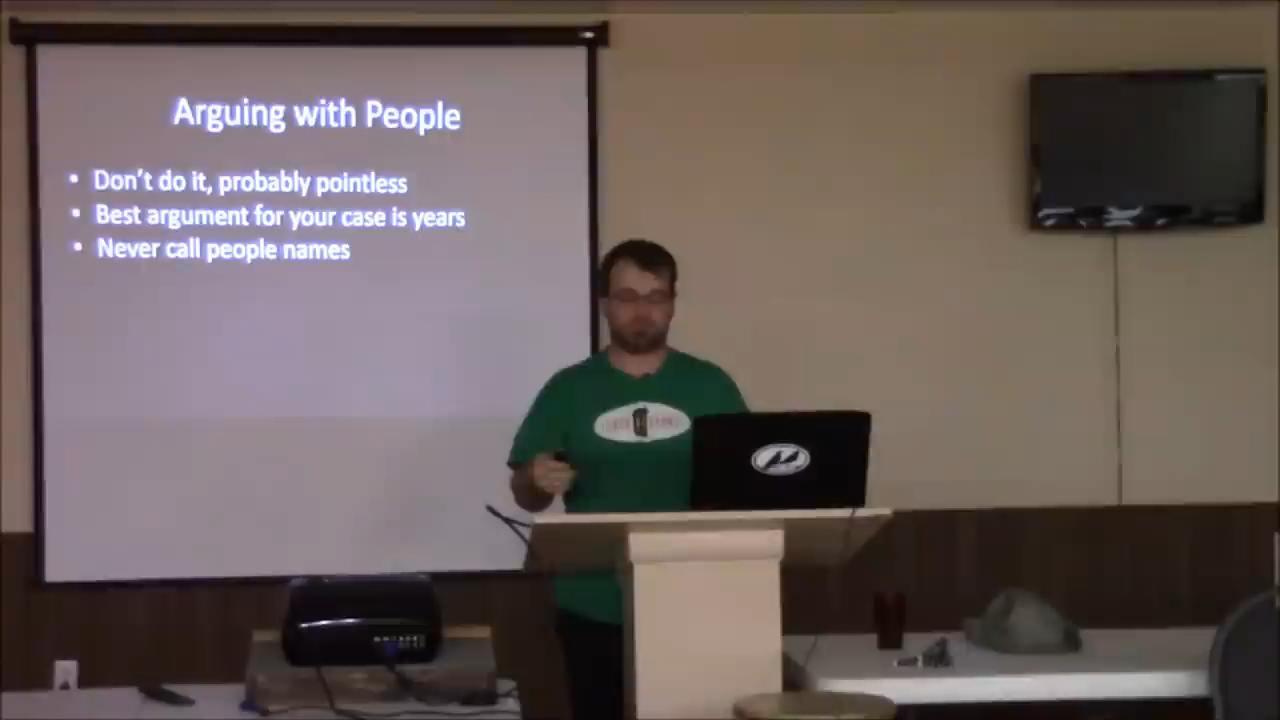 Arguing with People
• Don't do it, probably pointless
• Best argument for your case is years
• Never call people names